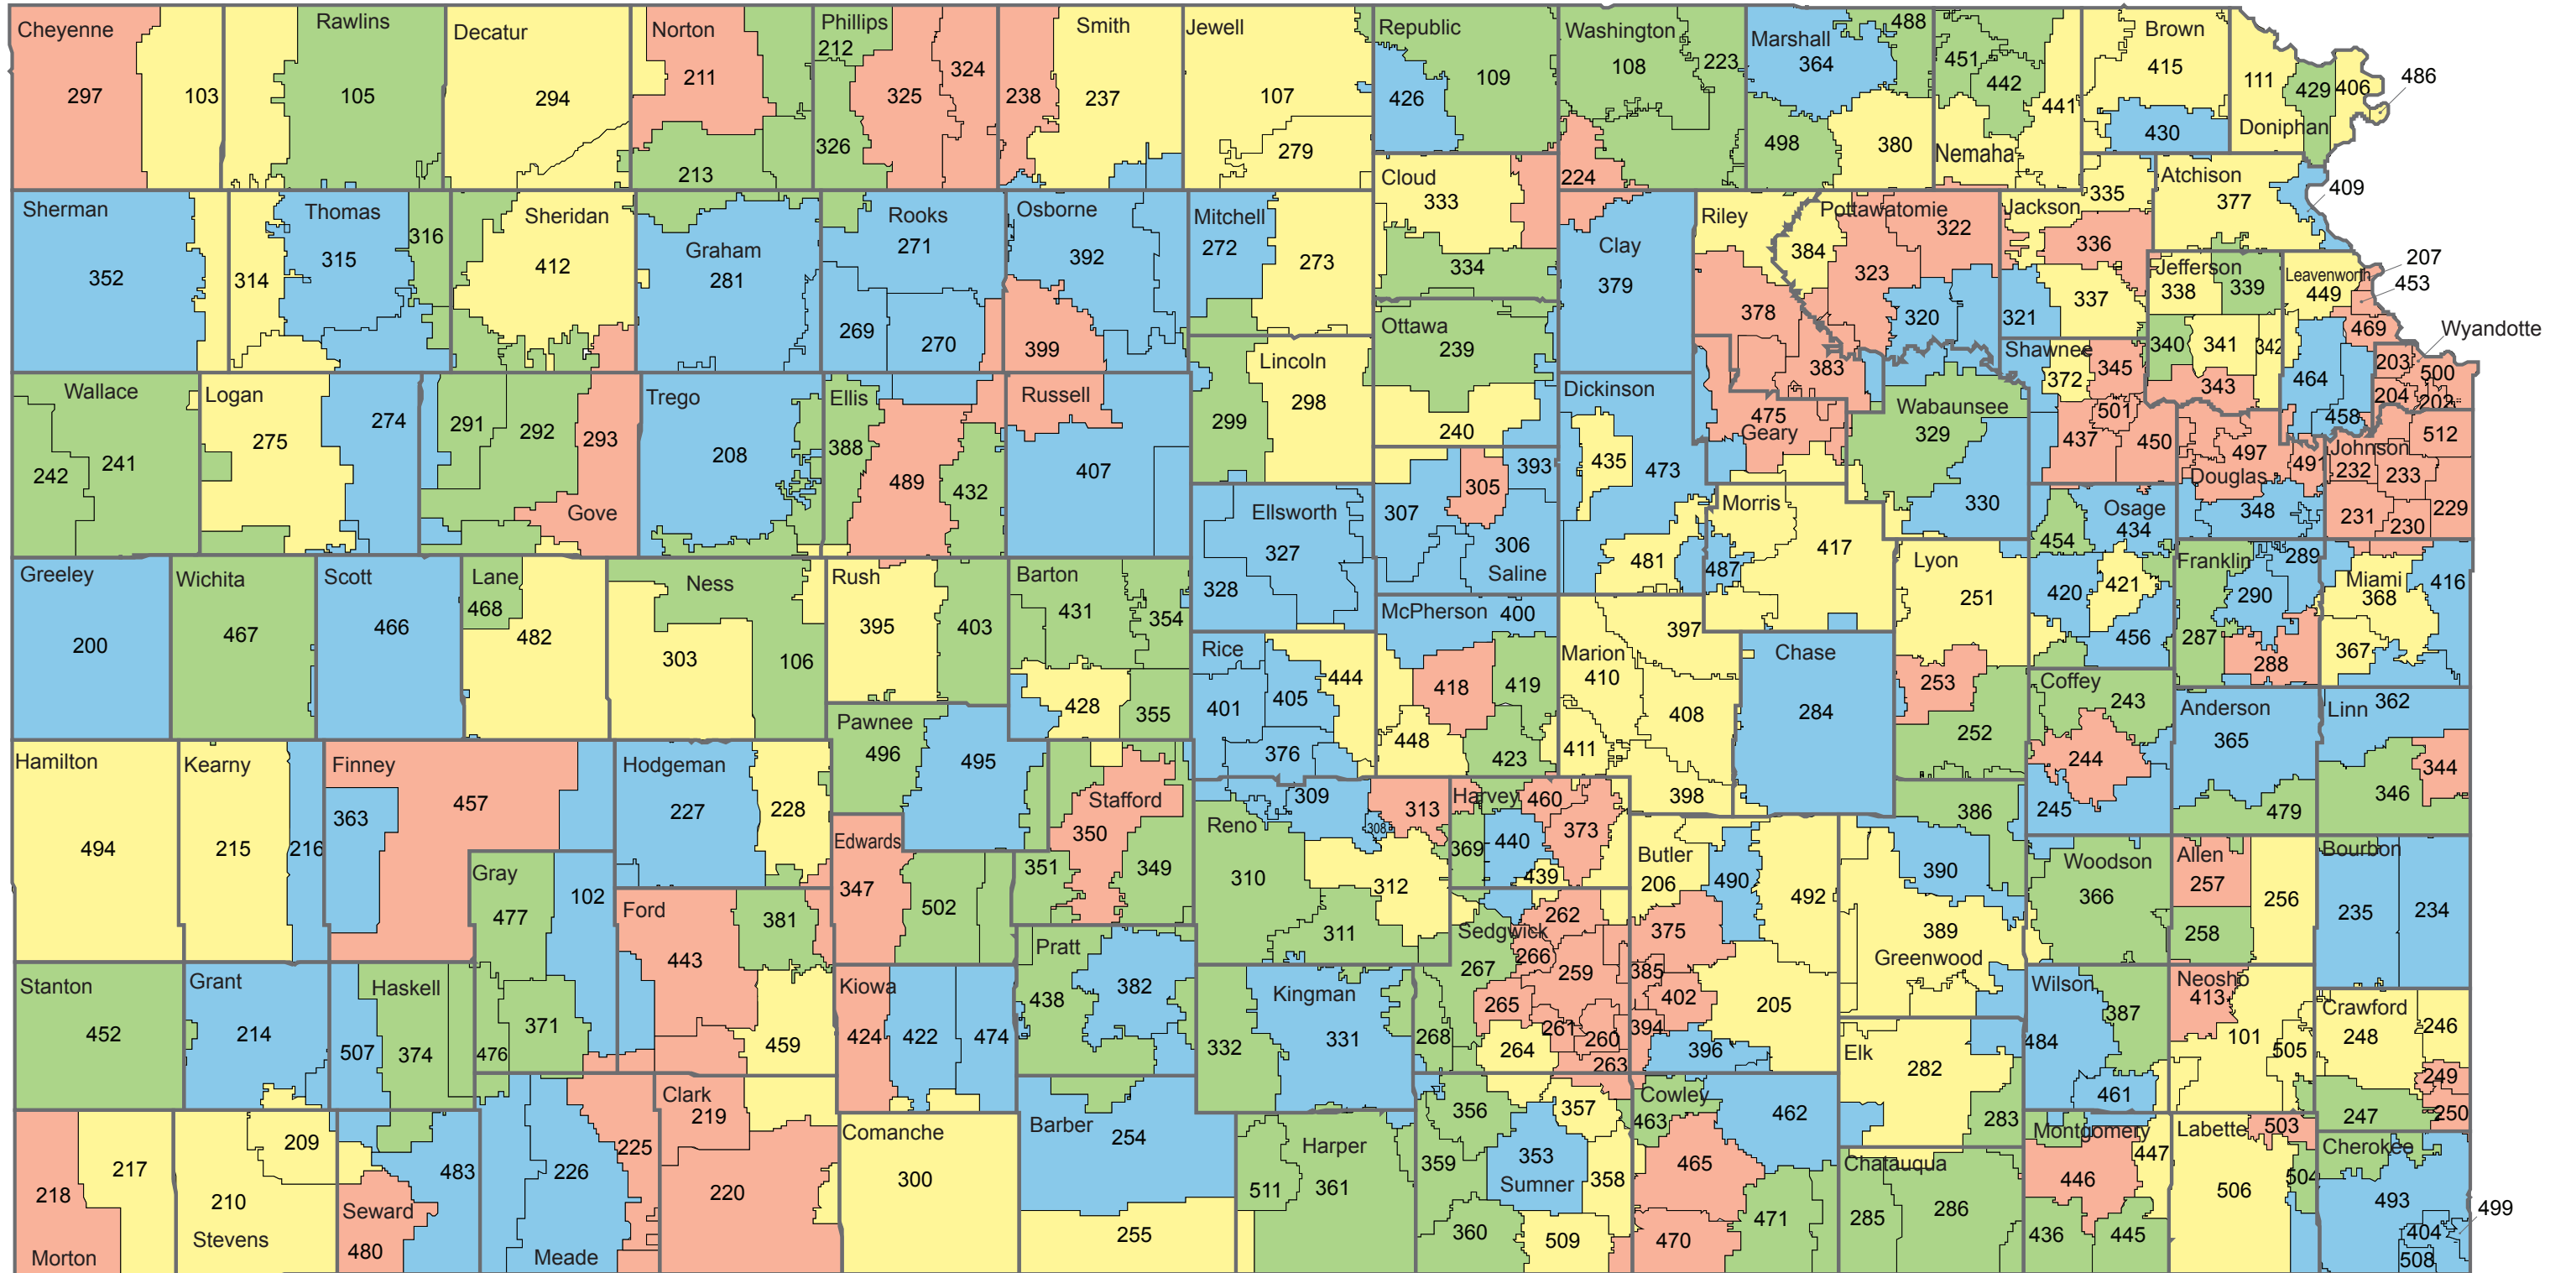 Cheyenne
297
103
Rawlins
105
Decatur
294
Norton
211
213
Phillips
212
326
325
324
238
Smith
237
Jewell
107
279
Republic
426
109
Washington
108
223
224
Marshall
364
488
498
380
451
442
441
Nemaha
Brown
415
430
111
429
406
486
Doniphan
Sherman
352
314
Thomas
315
316
Sheridan
412
Graham
281
Rooks
271
269
270
Osborne
392
399
Mitchell
272
273
Cloud
333
334
Clay
379
Riley
378
384
Pottawatomie
322
323
320
383
Jackson
335
336
337
321
Atchison
377
409
Jefferson
338
339
340
341
342
343
Leavenworth
449
207
453
469
464
458
Wyandotte
203
500
204
202
Wallace
242
241
Logan
275
274
291
292
293
Gove
Trego
208
Ellis
388
489
432
Russell
407
Lincoln
299
298
Ottawa
239
240
Dickinson
435
473
481
487
475
Geary
Wabaunsee
329
330
Shawnee
372
345
501
437
450
497
Douglas
491
348
Johnson
512
232
233
231
230
229
Ellsworth
327
328
393
305
307
306
Saline
Morris
417
Osage
434
454
420
421
456
Franklin
289
290
287
288
Miami
368
416
367
Greeley
200
Wichita
467
Scott
466
Lane
468
482
Ness
303
106
Rush
395
403
Barton
431
354
428
355
Rice
401
405
444
376
McPherson
400
418
419
448
423
Marion
397
410
411
408
398
Chase
284
Lyon
251
253
252
386
Coffey
243
244
245
Anderson
365
479
Linn
362
344
346
Hamilton
494
Kearny
215
216
Finney
457
363
Hodgeman
227
228
Pawnee
496
495
Edwards
347
502
Stafford
350
351
349
Reno
309
308
313
310
312
311
Harvey
460
373
440
369
439
Butler
206
490
492
375
385
402
394
396
205
390
389
Greenwood
Woodson
366
Allen
257
256
258
Bourbon
235
234
Gray
477
102
371
476
Ford
443
381
459
Kiowa
424
422
474
Pratt
438
382
Kingman
332
331
Sedgwick
262
266
267
259
265
261
260
264
263
268
Stanton
452
Grant
214
507
Haskell
374
Elk
282
283
Wilson
387
484
461
Neosho
413
101
505
Crawford
248
246
249
247
250
Morton
218
217
209
210
Stevens
Seward
480
483
226
225
Meade
Clark
219
220
Comanche
300
Barber
254
255
Harper
511
361
356
357
359
353
358
Sumner
360
509
Cowley
463
462
465
470
471
Chatauqua
285
286
Montgomery
446
447
436
445
Labette
503
504
506
Cherokee
493
404
508
499